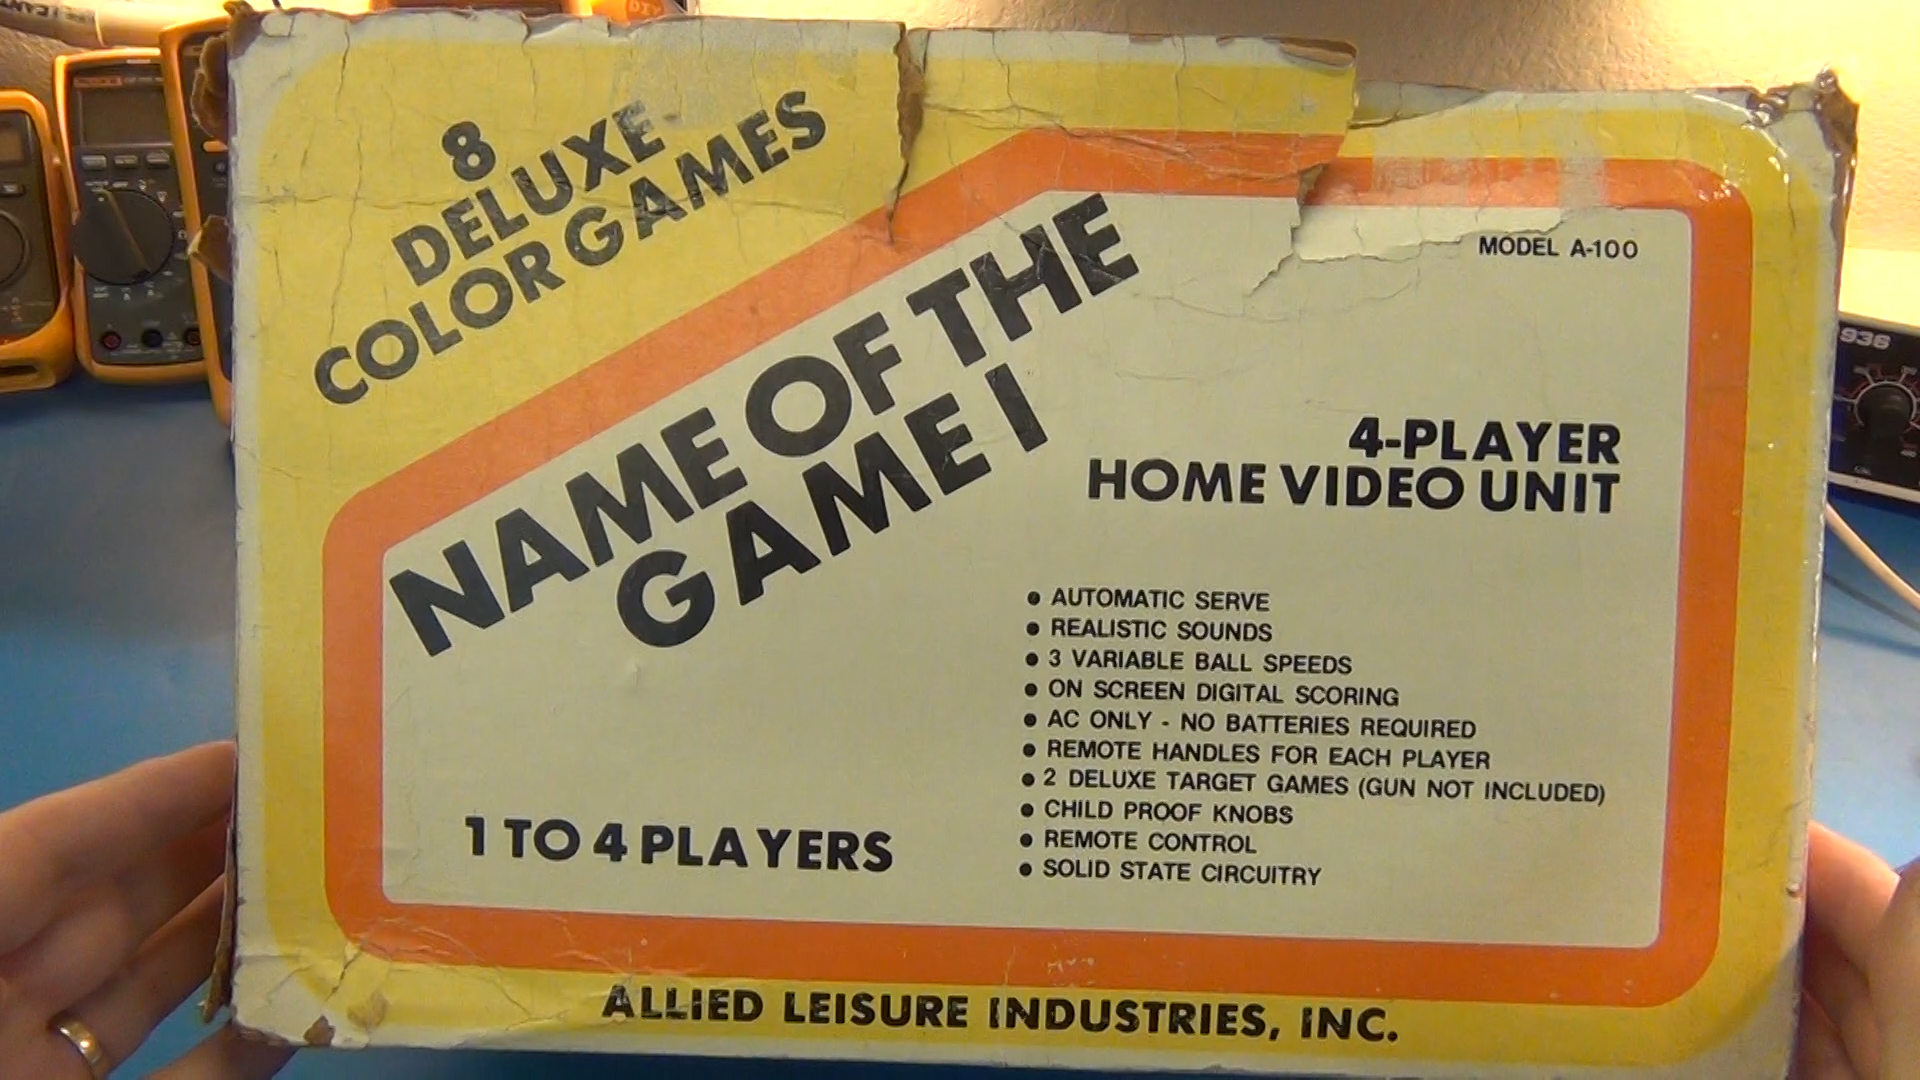 8
DELUXE
COLOR GAMES
NAME OF THE
GAME I
MODEL A-100
4-PLAYER
HOME VIDEO UNIT
● AUTOMATIC SERVE
● REALISTIC SOUNDS
● 3 VARIABLE BALL SPEEDS
● ON SCREEN DIGITAL SCORING
● AC ONLY - NO BATTERIES REQUIRED
● REMOTE HANDLES FOR EACH PLAYER
● 2 DELUXE TARGET GAMES (GUN NOT INCLUDED)
● CHILD PROOF KNOBS
● REMOTE CONTROL
● SOLID STATE CIRCUITRY
1 TO 4 PLAYERS
ALLIED LEISURE INDUSTRIES, INC.
936